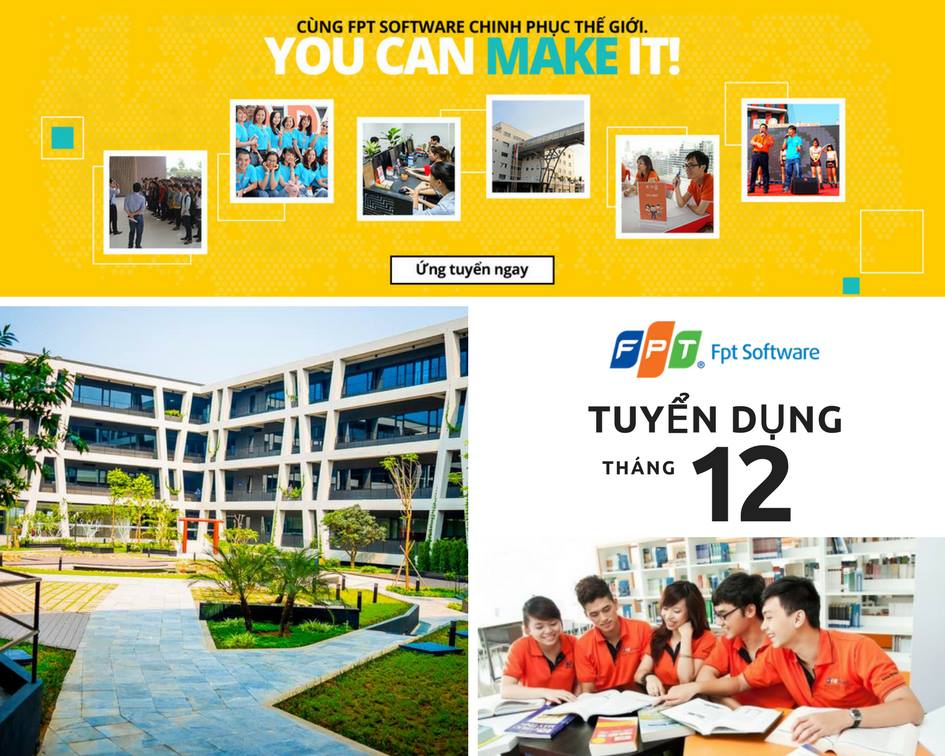 CÙNG FPT SOFTWARE CHINH PHỤC THẾ GIỚI.
YOU CAN MAKE IT!
Ứng tuyển ngay
FPT® Fpt Software
TUYỂN DỤNG
THÁNG 12